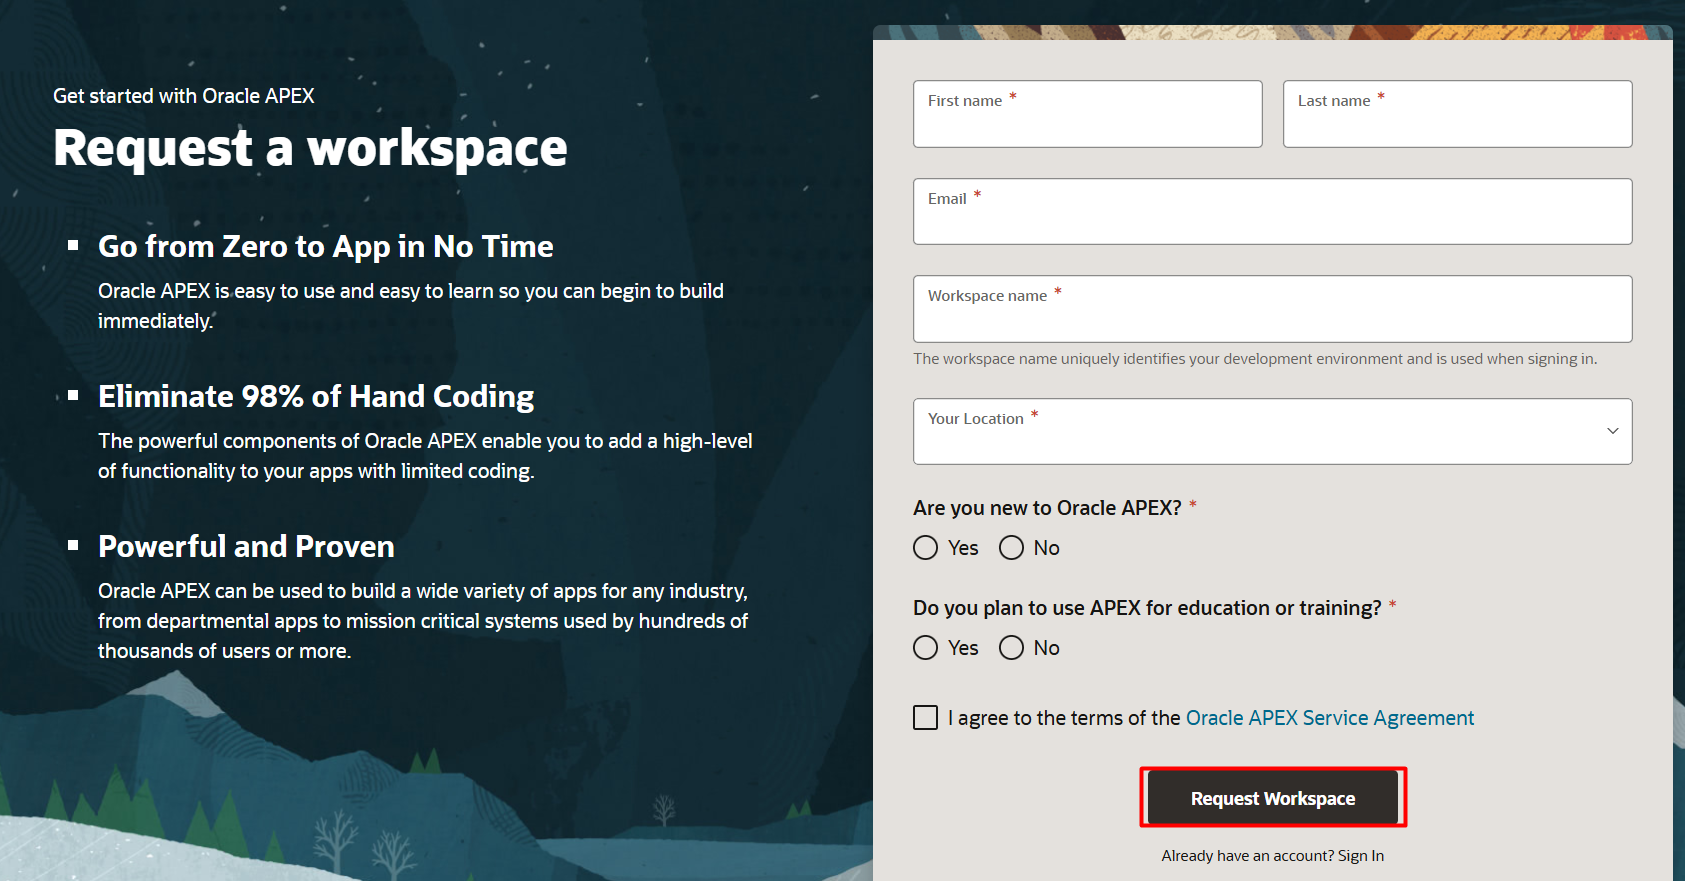 Get started with Oracle APEX
Request a workspace
Go from Zero to App in No Time
Oracle APEX is easy to use and easy to learn so you can begin to build
immediately.
Eliminate 98% of Hand Coding
The powerful components of Oracle APEX enable you to add a high-level
of functionality to your apps with limited coding.
Powerful and Proven
Oracle APEX can be used to build a wide variety of apps for any industry,
from departmental apps to mission critical systems used by hundreds of
thousands of users or more.
First name * Last name *
Email *
Workspace name *
The workspace name uniquely identifies your development environment and is used when signing in.
Your Location *
Are you new to Oracle APEX? *
Yes No
Do you plan to use APEX for education or training? *
Yes No
I agree to the terms of the Oracle APEX Service Agreement
Request Workspace
Already have an account? Sign In